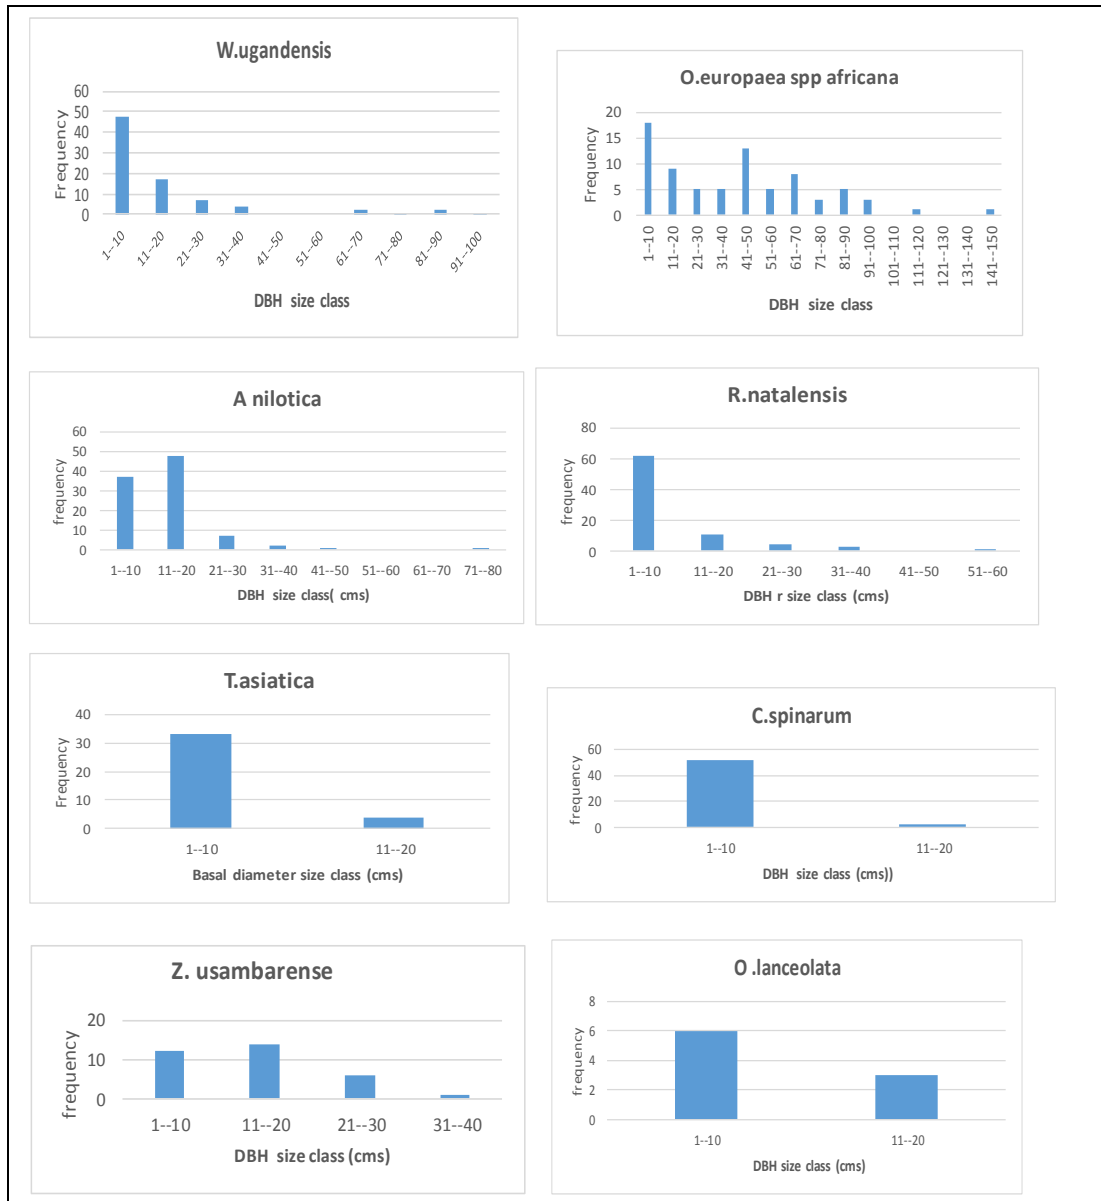 W.ugandensis
60
50
40
30
20
10
0
Frequency
1--10 11--20 21--30 31--40 41--50 51--60 61--70 71--80 81--90 91--100
DBH size class
O.europaea spp africana
20
15
10
5
0
Frequency
1--10 11--20 21--30 31--40 41--50 51--60 61--70 71--80 81--90 91--100 101--110 111--120 121--130 131--140 141--150
DBH size class
A nilotica
60
50
40
30
20
10
0
frequency
1--10 11--20 21--30 31--40 41--50 51--60 61--70 71--80
DBH size class( cms)
R.natalensis
80
60
40
20
0
frequency
1--10 11--20 21--30 31--40 41--50 51--60
DBH r size class (cms)
T.asiatica
40
30
20
10
0
Frequency
1--10 11--20
Basal diameter size class (cms)
C.spinarum
60
40
20
0
frequency
1--10 11--20
DBH size class (cms))
Z. usambarense
20
10
0
frequency
1--10 11--20 21--30 31--40
DBH size class (cms)
O .lanceolata
8
6
4
2
0
frequency
1--10 11--20
DBH size class (cms)